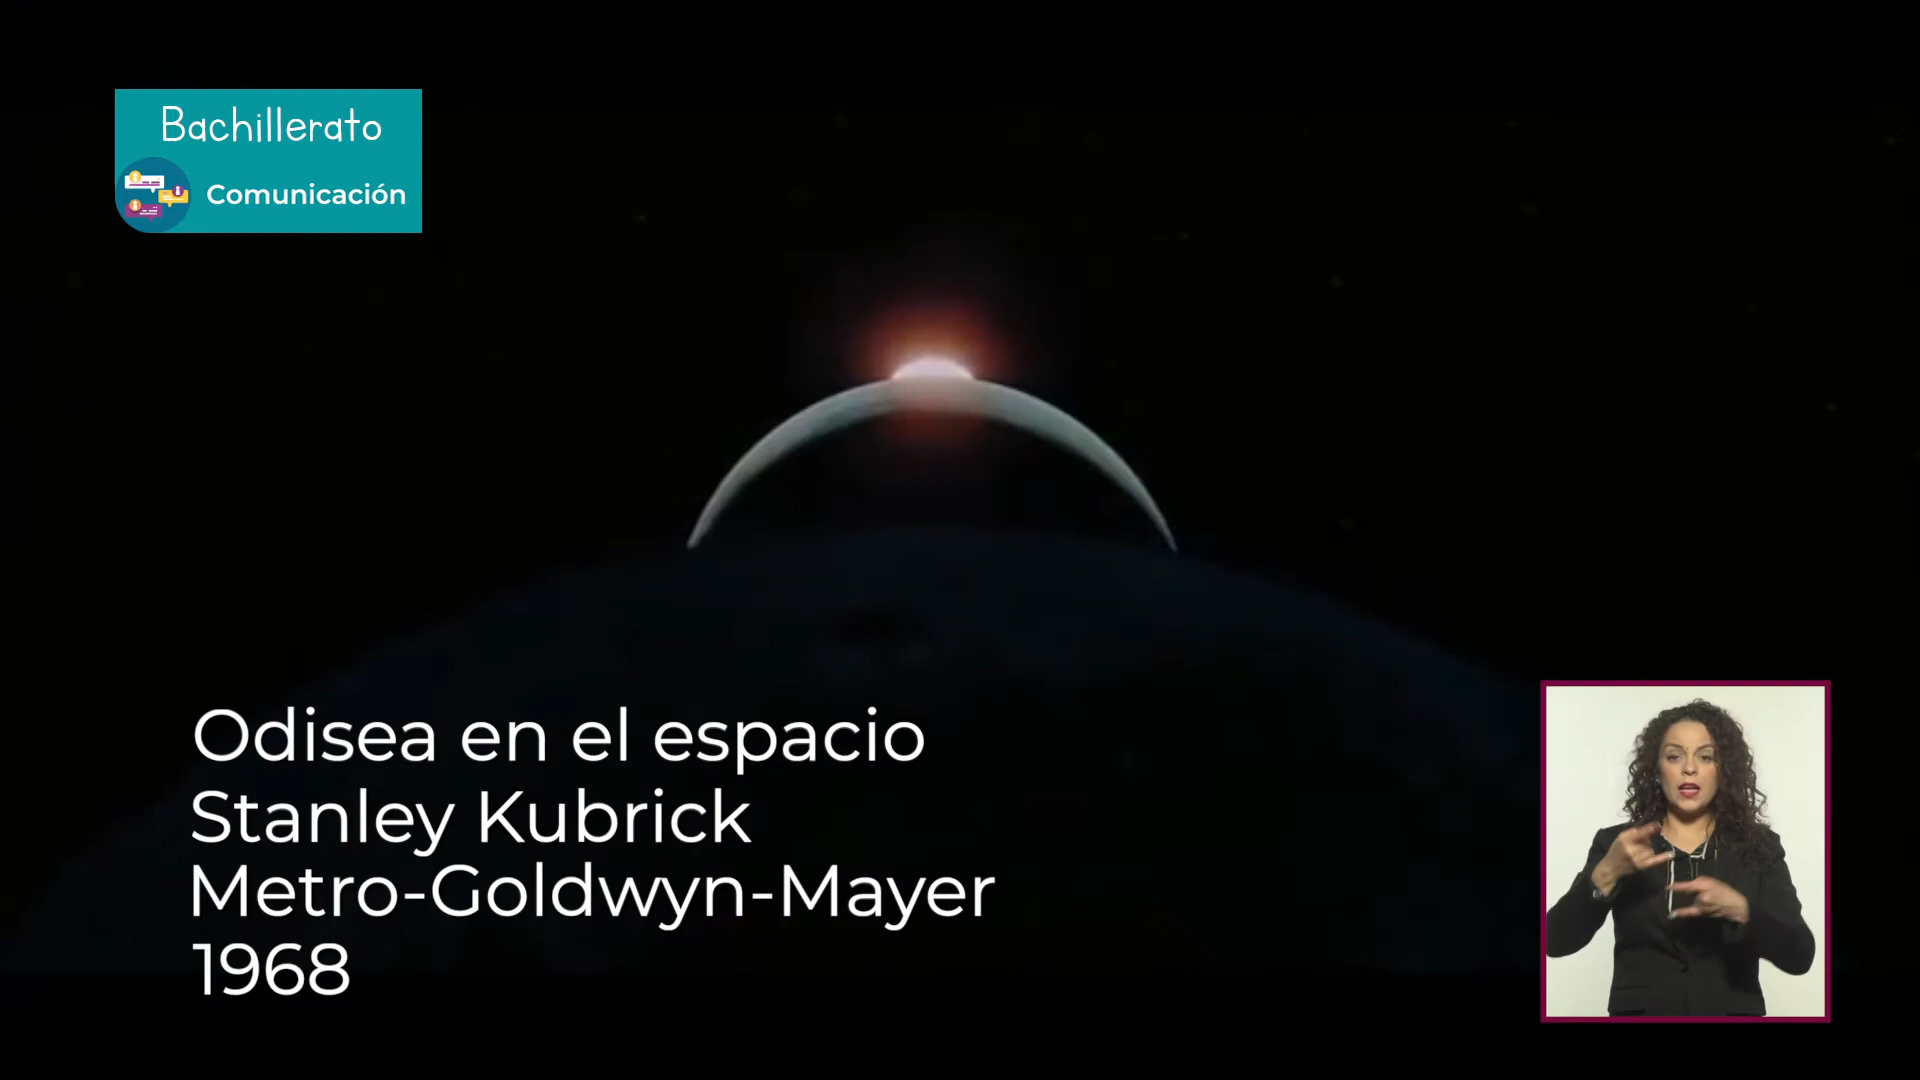 Bachillerato
Comunicación
Odisea en el espacio
Stanley Kubrick
Metro-Goldwyn-Mayer
1968